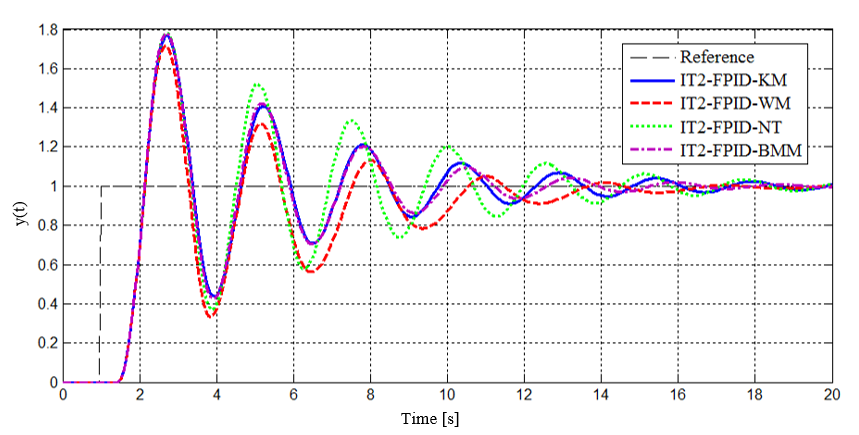 1.8
1.6
1.4
1.2
1
0.8
0.6
0.4
0.2
0
y(t)
Reference
IT2-FPID-KM
IT2-FPID-WM
IT2-FPID-NT
IT2-FPID-BMM
0 2 4 6 8 10 12 14 16 18 20
Time [s]